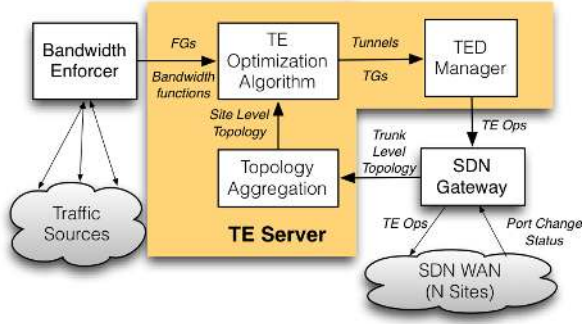 Bandwidth
Enforcer
FGs
Bandwidth
functions
TE
Optimization
Algorithm
Tunnels
TGs
TED
Manager
Site Level
Topology
Trunk
Level
Topology
TE Ops
Topology
Aggregation
SDN
Gateway
TE Server
Traffic
Sources
TE Ops
Port Change
Status
SDN WAN
(N Sites)